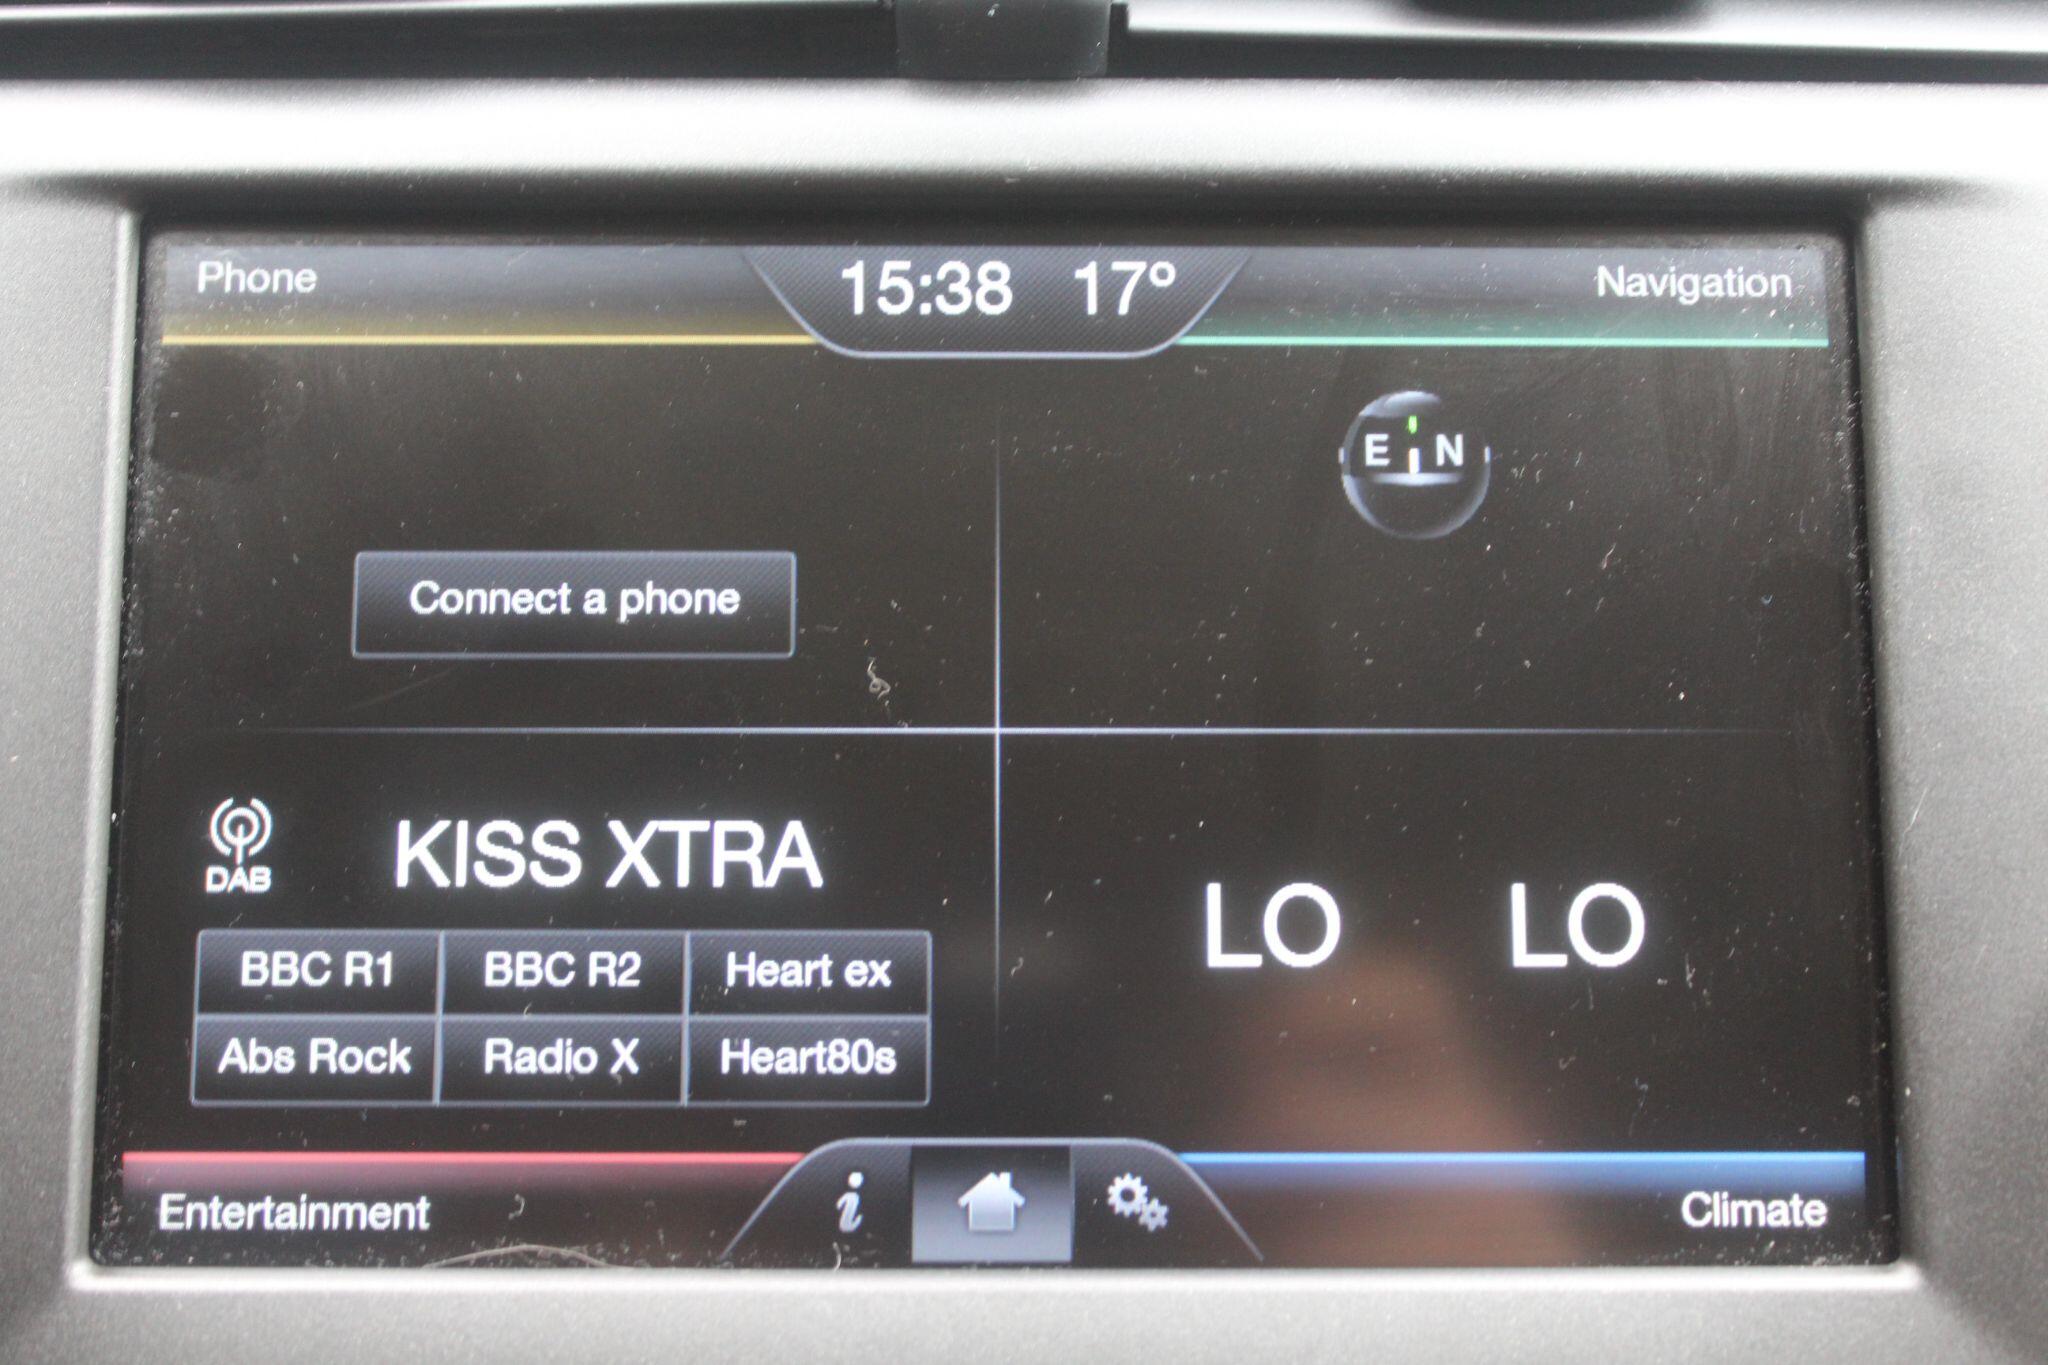 Phone 15:38 17º Navigation
E N
Connect a phone
DAB KISS XTRA
LO LO
BBC R1 BBC R2 Heart ex
Abs Rock Radio X Heart80s
Entertainment i Climate